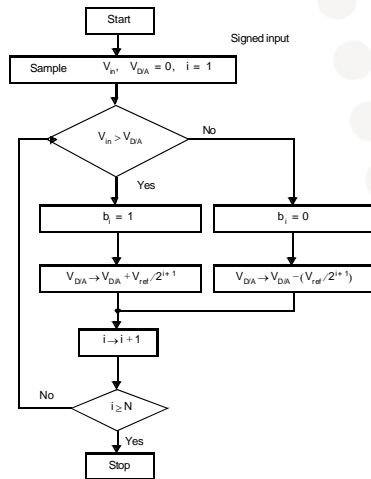 Start
Signed input
Sample V_in, V_D/A = 0, i = 1
V_in > V_D/A
No
Yes
b_i = 1
b_i = 0
V_D/A → V_D/A + V_ref/2^{i+1}
V_D/A → V_D/A − (V_ref/2^{i+1})
i → i + 1
No
i ≥ N
Yes
Stop